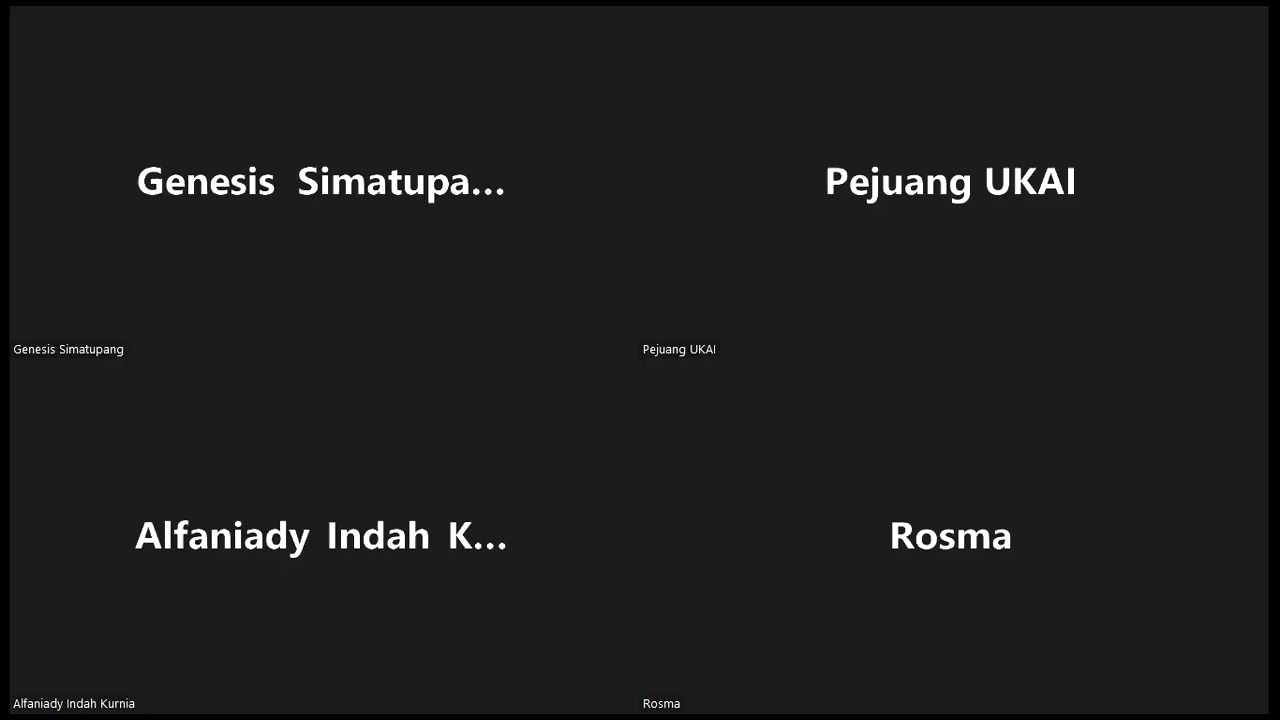 Genesis Simatupa...
Pejuang UKAI
Genesis Simatupang
Pejuang UKAI
Alfaniady Indah K...
Rosma
Alfaniady Indah Kurnia
Rosma